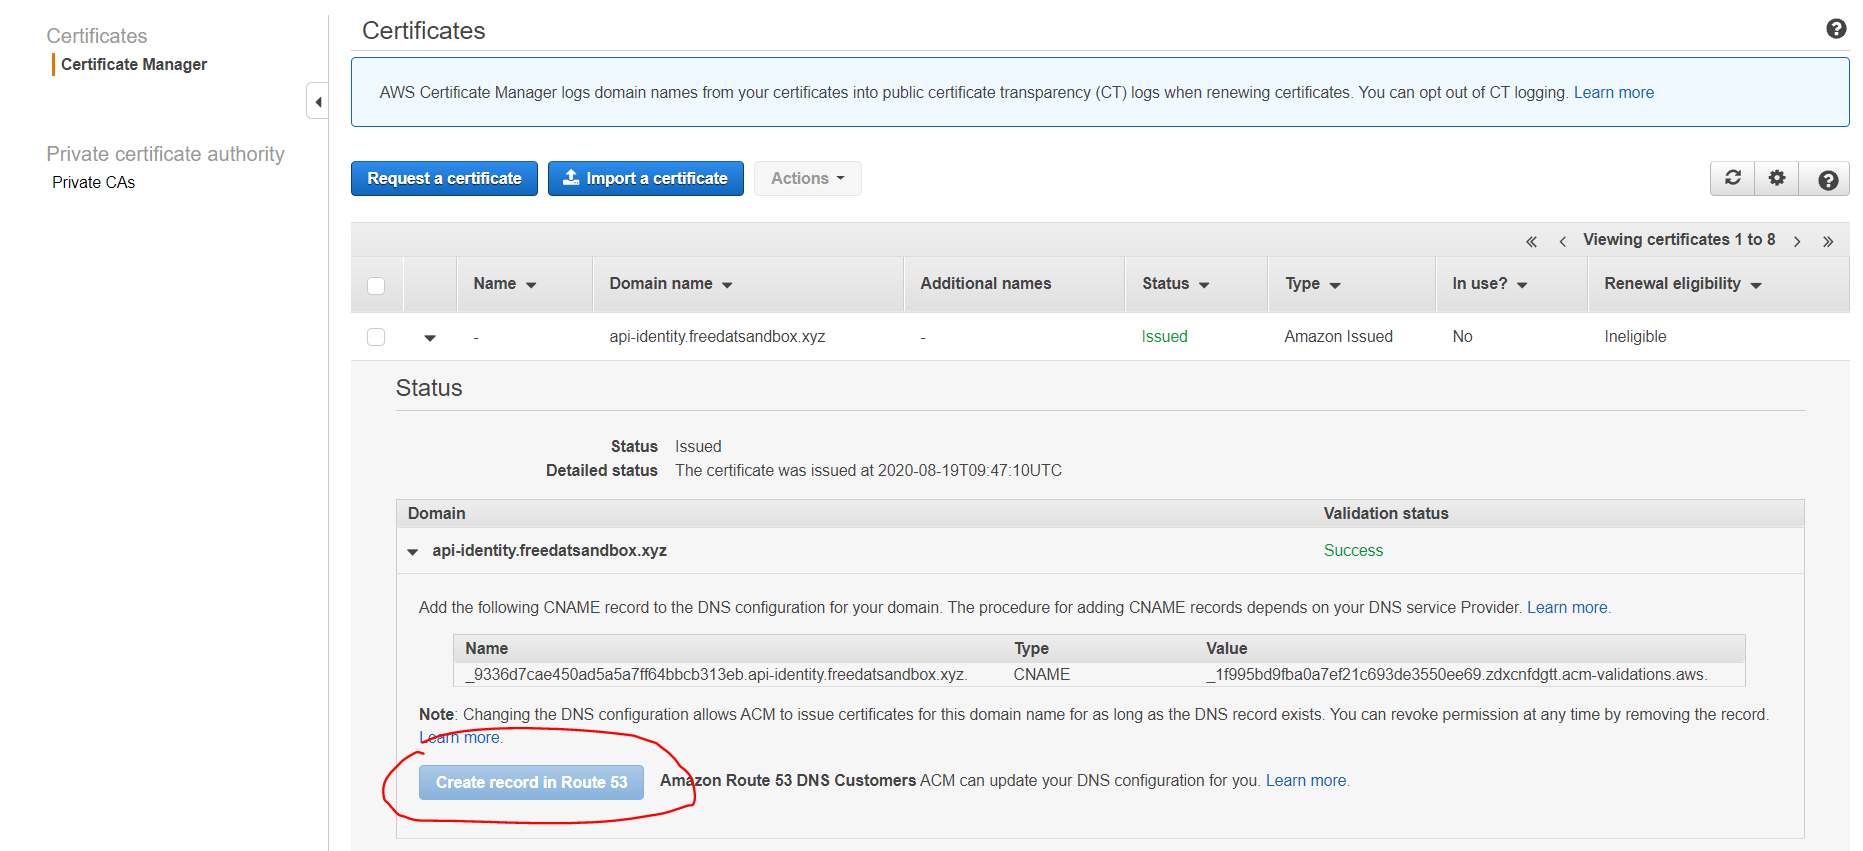 Certificates
Certificate Manager
Private certificate authority
Private CAs
Certificates
AWS Certificate Manager logs domain names from your certificates into public certificate transparency (CT) logs when renewing certificates. You can opt out of CT logging. Learn more
Request a certificate Import a certificate Actions
Viewing certificates 1 to 8
Name Domain name Additional names Status Type In use? Renewal eligibility
- api-identity.freedatsandbox.xyz - Issued Amazon Issued No Ineligible
Status
Status Issued
Detailed status The certificate was issued at 2020-08-19T09:47:10UTC
Domain Validation status
api-identity.freedatsandbox.xyz Success
Add the following CNAME record to the DNS configuration for your domain. The procedure for adding CNAME records depends on your DNS service Provider. Learn more.
Name Type Value
_9336d7cae450ad5a5a7ff64bbcb313eb.api-identity.freedatsandbox.xyz. CNAME _1f995bd9fba0a7ef21c693de3550ee69.zdxcnfdgtt.acm-validations.aws.
Note: Changing the DNS configuration allows ACM to issue certificates for this domain name for as long as the DNS record exists. You can revoke permission at any time by removing the record.
Learn more.
Create record in Route 53 Amazon Route 53 DNS Customers ACM can update your DNS configuration for you. Learn more.